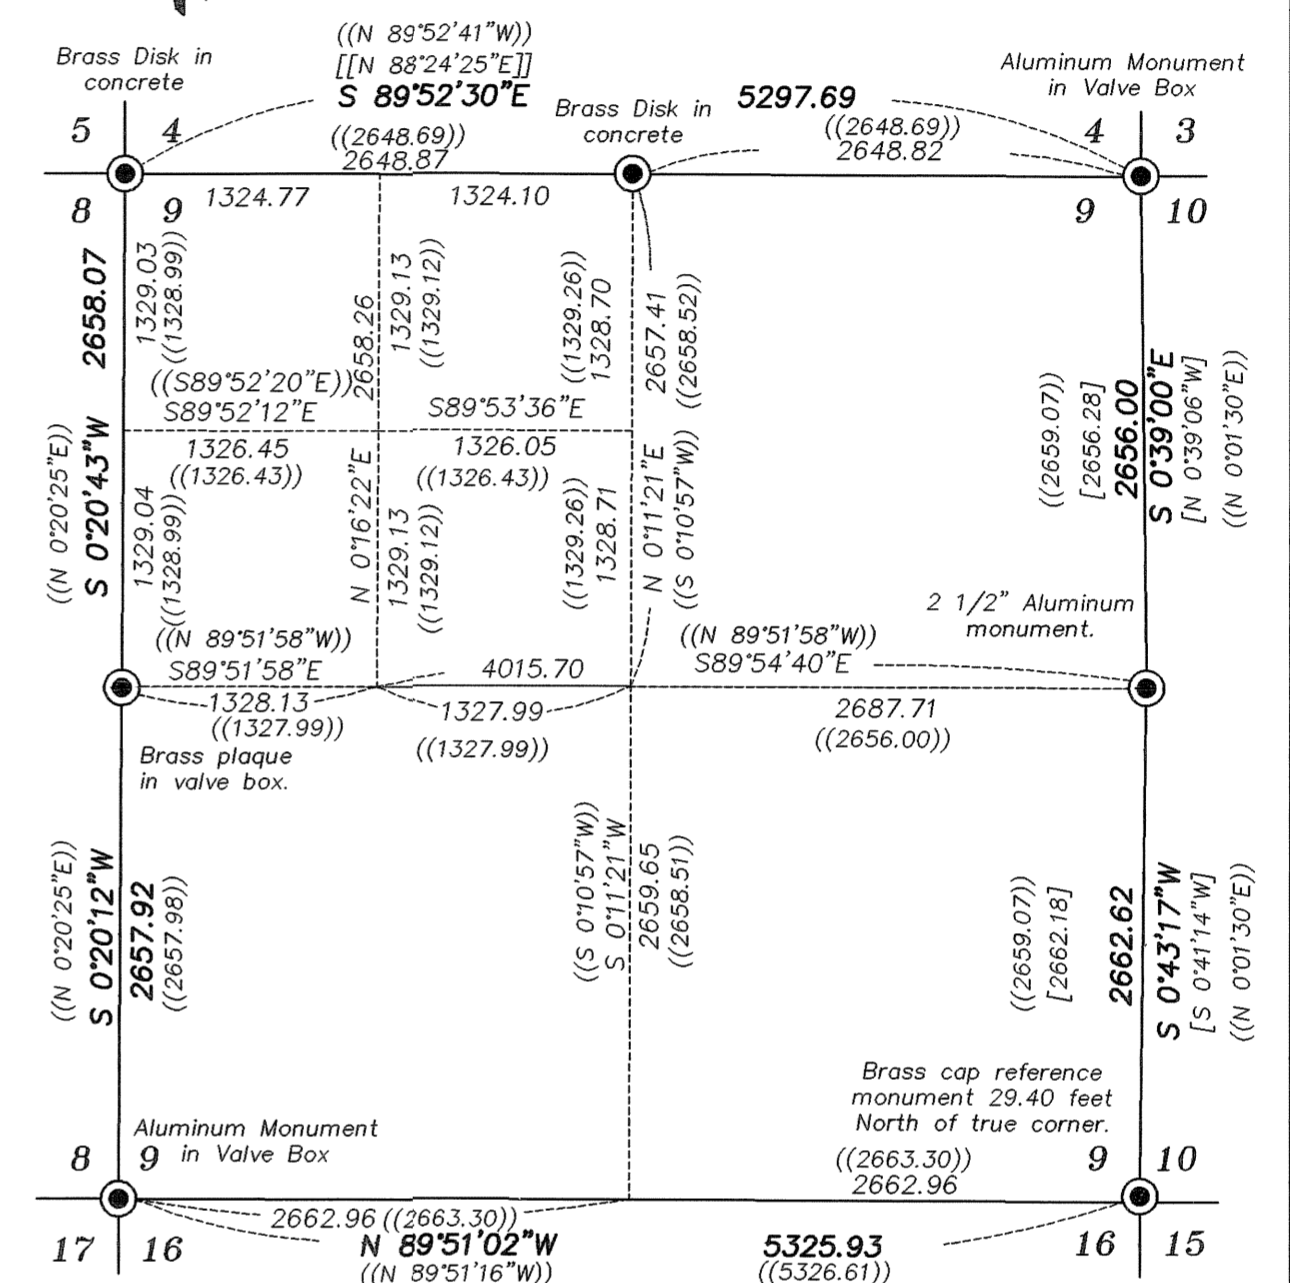 ((N 89°52'41"W))
[[N 88°24'25"E]]
S 89°52'30"E
Brass Disk in
concrete
((2648.69))
2648.87
Brass Disk in
concrete
5297.69
((2648.69))
2648.82
Aluminum Monument
in Valve Box
5 4
4 3
8 9
9 10
1324.77
1324.10
2658.07
1329.03
((1328.99))
2658.26
1329.13
((1329.12))
((1329.26))
1328.70
2657.41
((2658.52))
((S89°52'20"E))
S89°52'12"E
S89°53'36"E
1326.45
((1326.43))
1326.05
((1326.43))
((N 0°20'25"E))
S 0°20'43"W
1329.04
((1328.99))
N 0°16'22"E
1329.13
((1329.12))
((1329.26))
1328.71
N 0°11'21"E
((S 0°10'57"W))
((2659.07))
[2656.28]
2656.00
S 0°39'00"E
[N 0°39'06"W]
((N 0°01'30"E))
2 1/2" Aluminum
monument.
((N 89°51'58"W))
S89°51'58"E
4015.70
((N 89°51'58"W))
S89°54'40"E
1328.13
((1327.99))
1327.99
((1327.99))
2687.71
((2656.00))
Brass plaque
in valve box.
((N 0°20'25"E))
S 0°20'12"W
2657.92
((2657.98))
((S 0°10'57"W))
S 0°11'21"W
2659.65
((2658.51))
((2659.07))
[2662.18]
2662.62
S 0°43'17"W
[S 0°41'14"W]
((N 0°01'30"E))
Brass cap reference
monument 29.40 feet
North of true corner.
Aluminum Monument
in Valve Box
8 9
((2663.30))
2662.96
9 10
2662.96 ((2663.30))
17 16
N 89°51'02"W
((N 89°51'16"W))
5325.93
((5326.61))
16 15